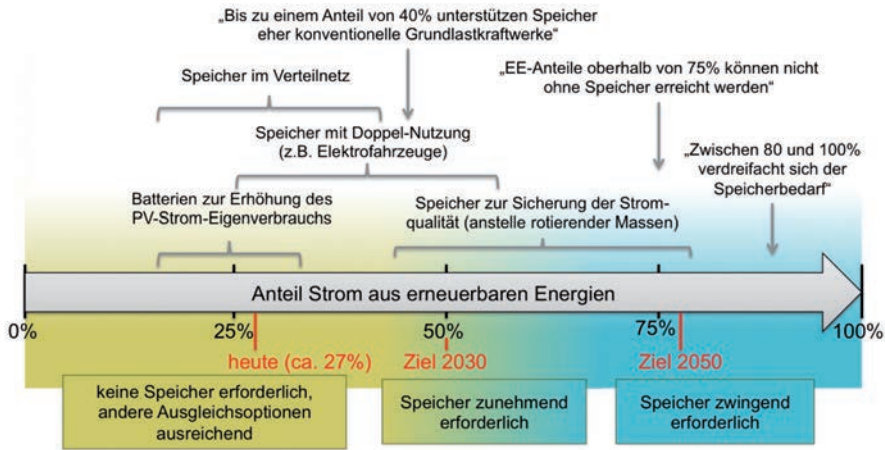 „Bis zu einem Anteil von 40% unterstützen Speicher
eher konventionelle Grundlastkraftwerke“
Speicher im Verteilnetz
„EE-Anteile oberhalb von 75% können nicht
ohne Speicher erreicht werden“
Speicher mit Doppel-Nutzung
(z.B. Elektrofahrzeuge)
„Zwischen 80 und 100%
verdreifacht sich der
Speicherbedarf“
Batterien zur Erhöhung des
PV-Strom-Eigenverbrauchs
Speicher zur Sicherung der Strom-
qualität (anstelle rotierender Massen)
Anteil Strom aus erneuerbaren Energien
0%
25%
50%
75%
100%
heute (ca. 27%)
Ziel 2030
Ziel 2050
keine Speicher erforderlich,
andere Ausgleichsoptionen
ausreichend
Speicher zunehmend
erforderlich
Speicher zwingend
erforderlich